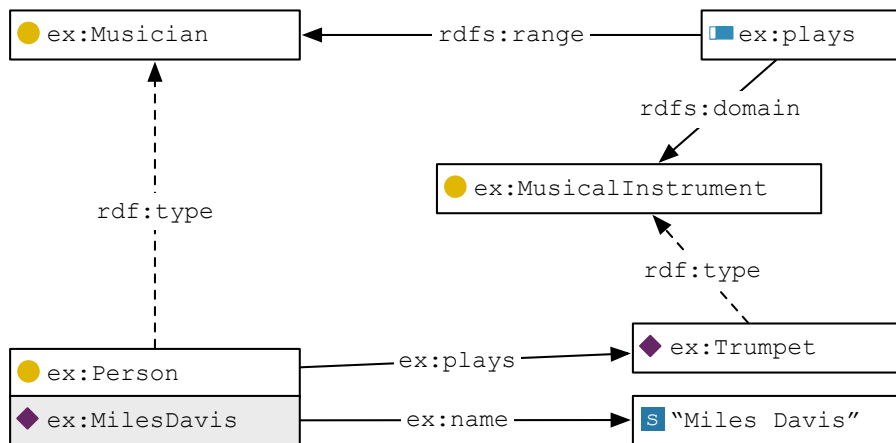 ex:Musician
rdfs:range
ex:plays
rdfs:domain
ex:MusicalInstrument
rdf:type
rdf:type
ex:Trumpet
ex:plays
ex:Person
ex:MilesDavis
ex:name
S “Miles Davis”